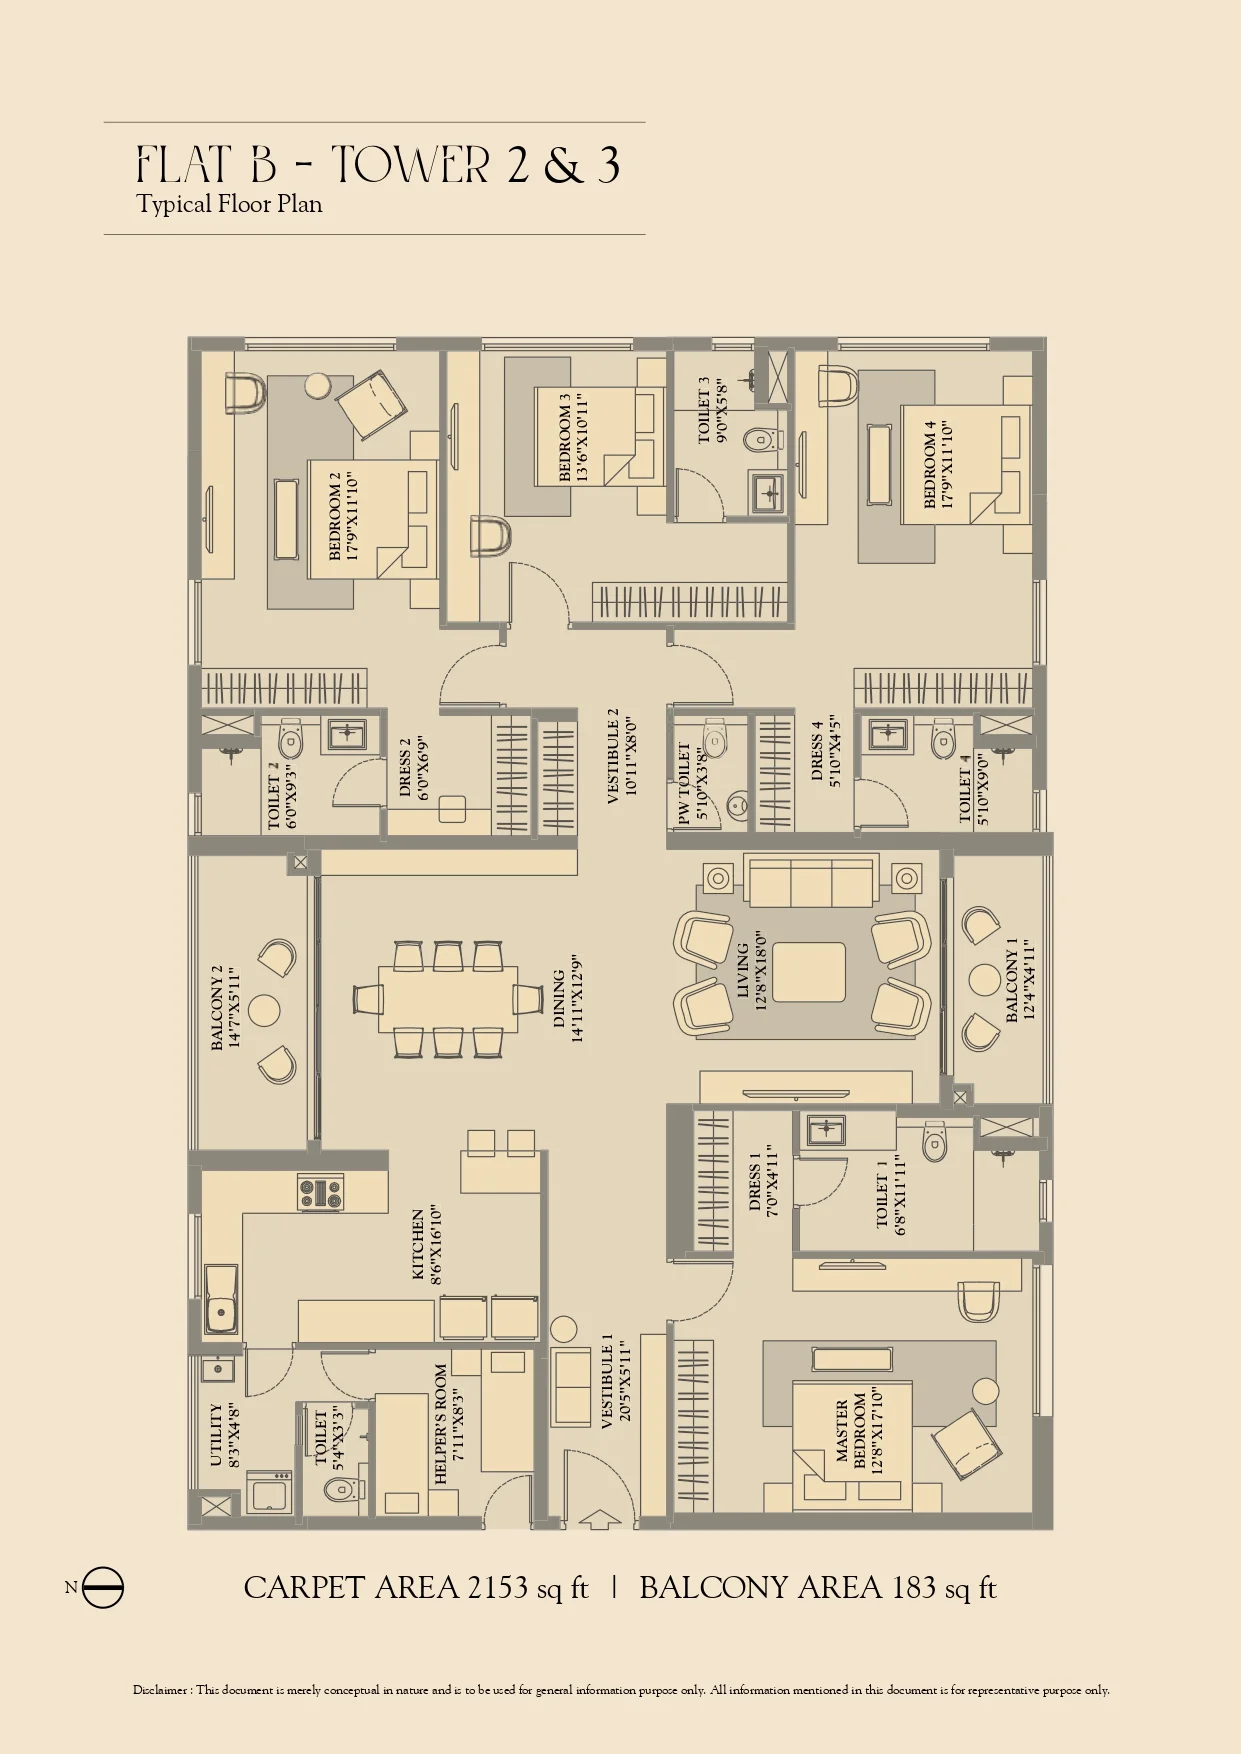 FLAT B - TOWER 2 & 3
Typical Floor Plan
BEDROOM 2
17'9"X11'10"
BEDROOM 3
13'6"X10'11"
TOILET 3
9'0"X5'8"
BEDROOM 4
17'9"X11'10"
TOILET 2
6'0"X9'3"
DRESS 2
6'0"X6'9"
VESTIBULE 2
10'11"X8'0"
PW TOILET
5'10"X3'8"
DRESS 4
5'10"X4'5"
TOILET 4
5'10"X9'0"
BALCONY 2
14'7"X5'11"
DINING
14'11"X12'9"
LIVING
12'8"X18'0"
BALCONY 1
12'4"X4'11"
KITCHEN
8'6"X16'10"
DRESS 1
7'0"X4'11"
TOILET 1
6'8"X11'11"
UTILITY
8'3"X4'8"
TOILET
5'4"X3'3"
HELPER'S ROOM
7'11"X8'3"
VESTIBULE 1
20'5"X5'11"
MASTER
BEDROOM
12'8"X17'10"
N
CARPET AREA 2153 sq ft | BALCONY AREA 183 sq ft
Disclaimer : This document is merely conceptual in nature and is to be used for general information purpose only. All information mentioned in this document is for representative purpose only.